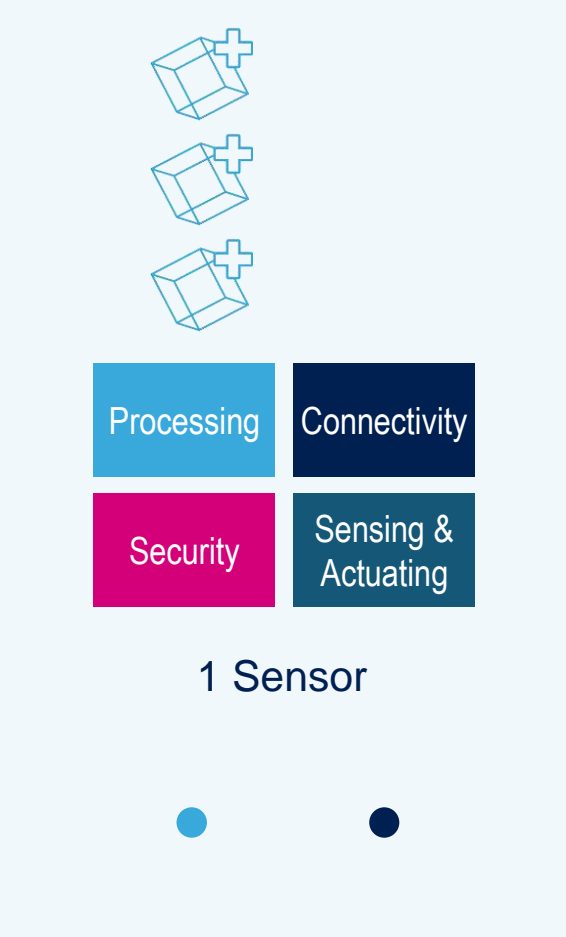 Processing
Connectivity
Security
Sensing &
Actuating
1 Sensor